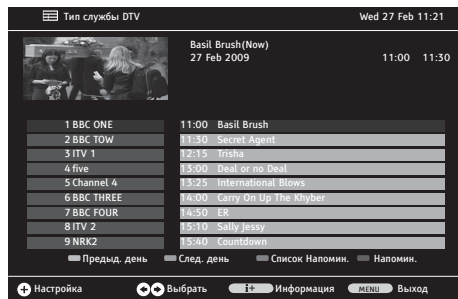 Тип службы DTV Wed 27 Feb 11:21
Basil Brush(Now)
27 Feb 2009 11:00 11:30
1 BBC ONE 11:00 Basil Brush
2 BBC TOW 11:30 Secret Agent
3 ITV 1 12:15 Trisha
4 five 13:00 Deal or no Deal
5 Channel 4 13:25 International Blows
6 BBC THREE 14:00 Carry On Up The Khyber
7 BBC FOUR 14:50 ER
8 ITV 2 15:10 Sally Jessy
9 NRK2 15:40 Countdown
Предыд. день След. день Список Напомин. Напомин.
Настройка Выбрать i+ Информация MENU Выход